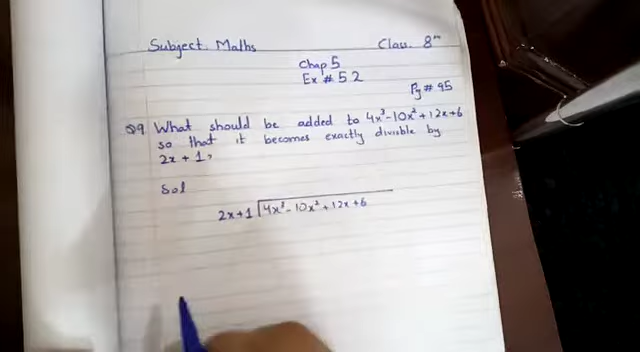 Subject. Maths
Class. 8th
Chap 5
Ex # 5.2
Pg # 95
Q9 What should be added to 4x³-10x²+12x+6
so that it becomes exactly divisible by
2x + 1,
Sol
2x+1 4x³-10x²+12x+6